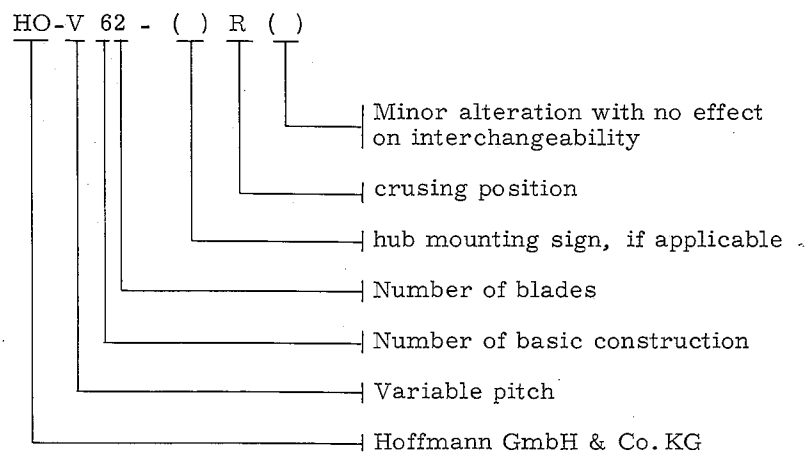 HO-V 62 - ( ) R ( )
Minor alteration with no effect
on interchangeability
crusing position
hub mounting sign, if applicable
Number of blades
Number of basic construction
Variable pitch
Hoffmann GmbH & Co. KG